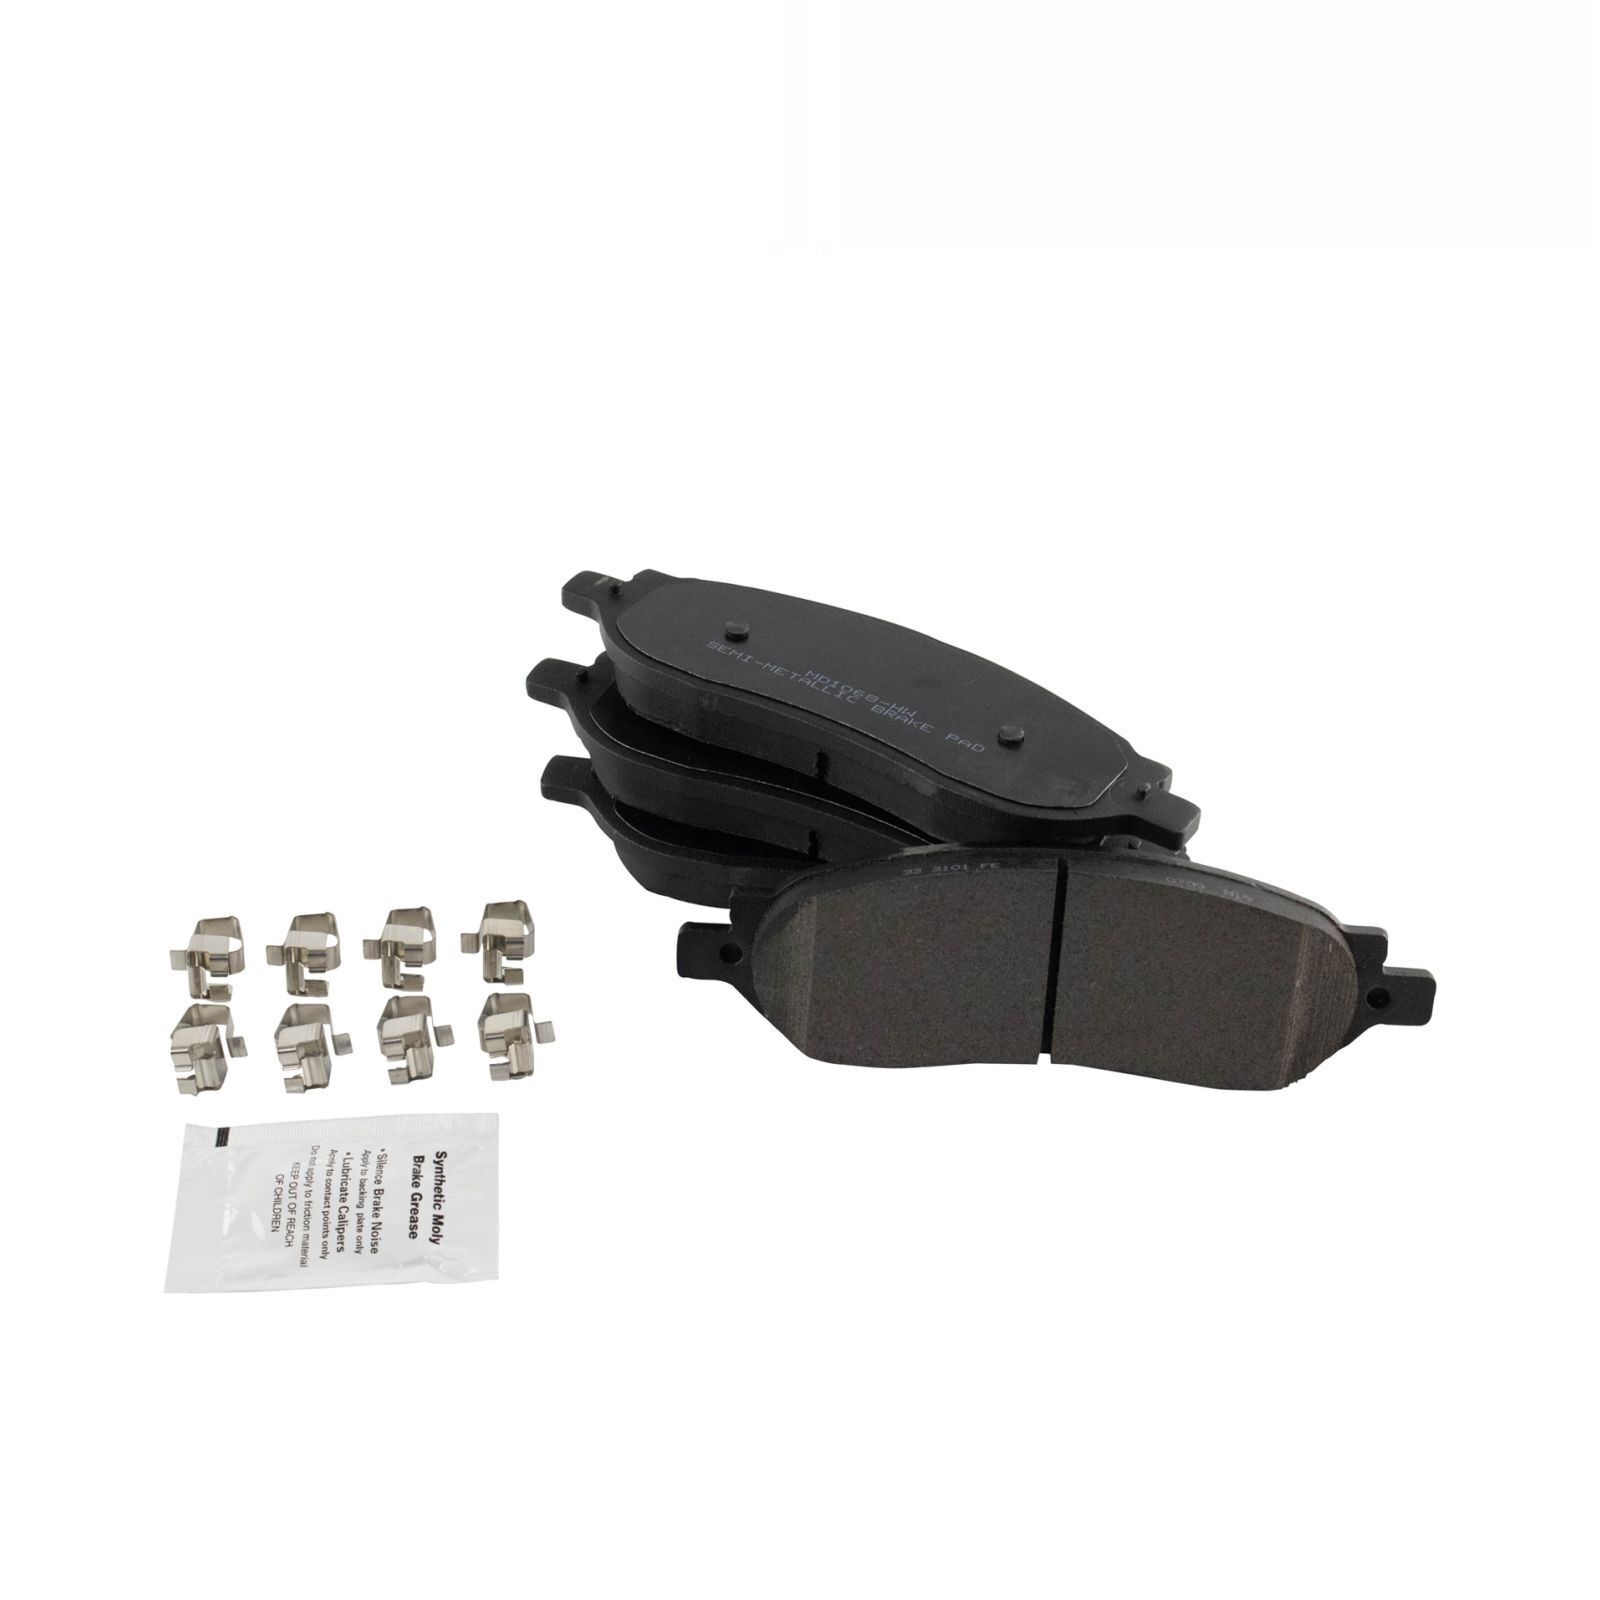 MD1068-HW
SEMI-METALLIC BRAKE PAD
33 3101 FE
Synthetic Moly
Brake Grease
• Silence Brake Noise
Apply to backing plate only
• Lubricate Calipers
Apply to contact points only
Do not apply to friction material
KEEP OUT OF REACH
OF CHILDREN